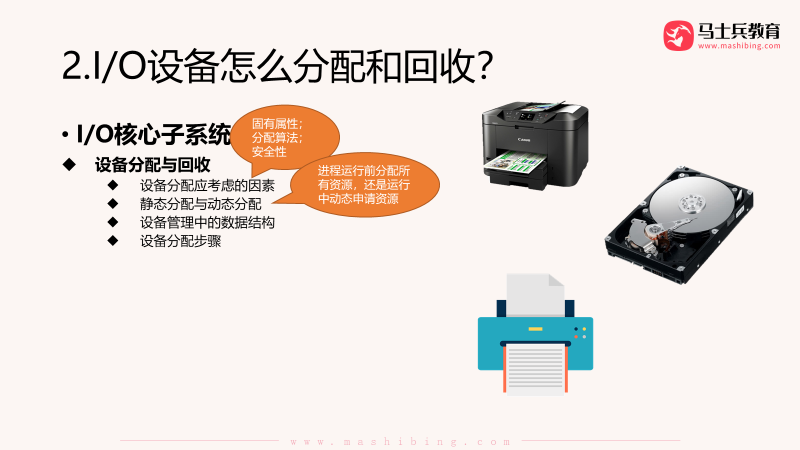 马士兵教育
www.mashibing.com
2.I/O设备怎么分配和回收?
• I/O核心子系统
固有属性；
分配算法；
安全性
◆ 设备分配与回收
进程运行前分配所
有资源，还是运行
中动态申请资源
◆ 设备分配应考虑的因素
◆ 静态分配与动态分配
◆ 设备管理中的数据结构
◆ 设备分配步骤
Canon
www.mashibing.com